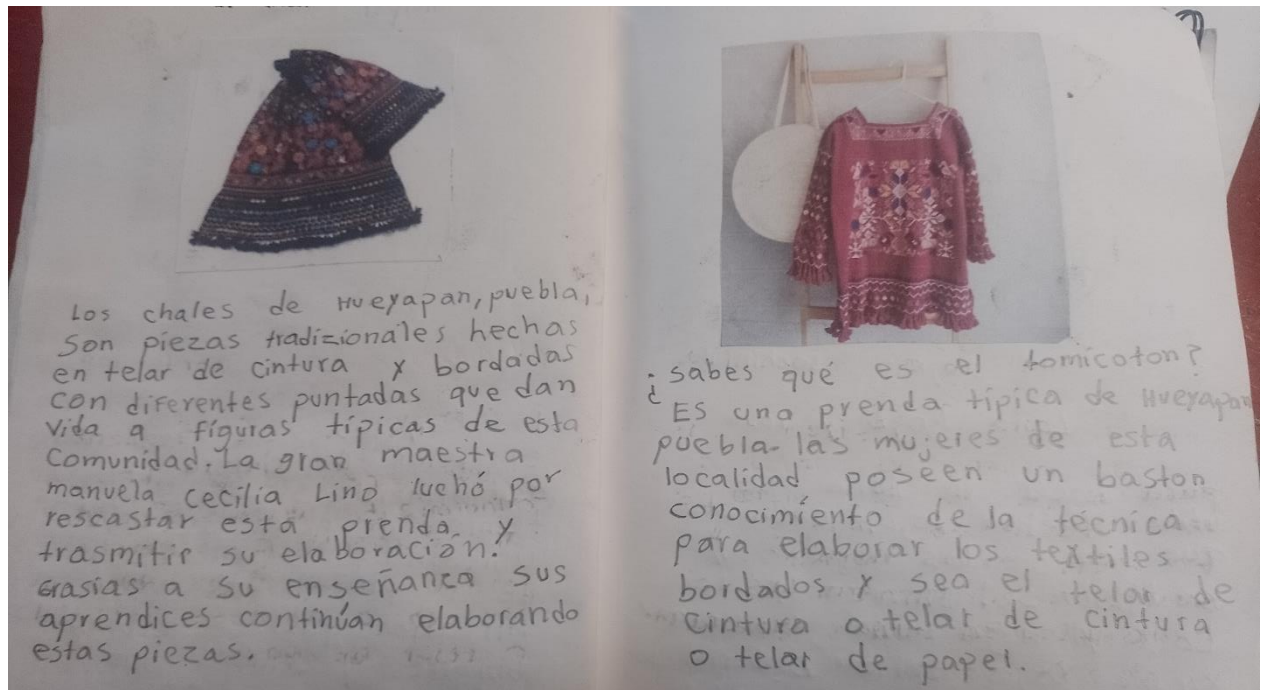 Los chales de Hueyapan, puebla,
Son piezas tradizionales hechas
en telar de cintura y bordadas
con diferentes puntadas que dan
vida a figuras típicas de esta
Comunidad. La gran maestra
manuela cecilia Lino luchó por
rescastar está prenda y
trasmitir su elaboración.
Grasias a su enseñanca sus
aprendices continúan elaborando
estas piezas.
¿sabes qué es el tomicoton?
Es una prenda típica de Hueyapan
puebla. las mujeres de esta
localidad poseen un baston
conocimiento de la técnica
para elaborar los textiles
bordados y sea el telar de
cintura o telar de cintura
o telar de papel.